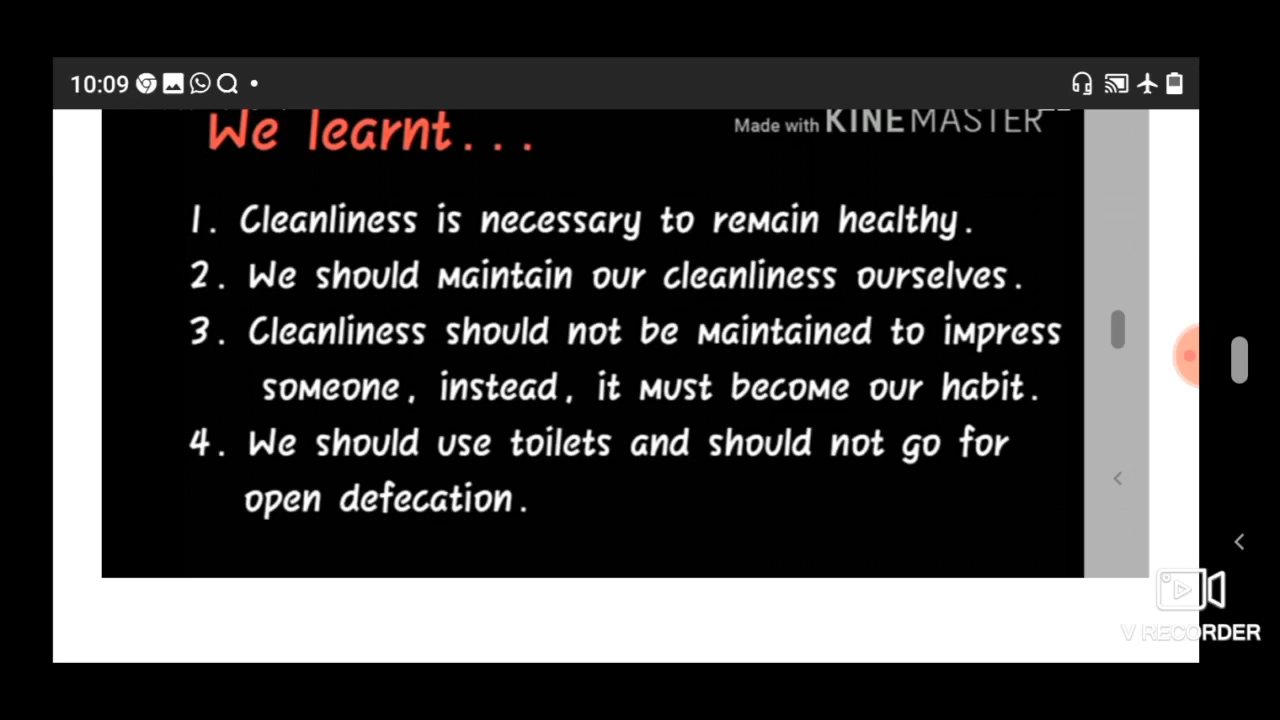 10:09
We learnt...
Made with KINEMASTER
1. Cleanliness is necessary to remain healthy.
2. We should maintain our cleanliness ourselves.
3. Cleanliness should not be maintained to impress
someone, instead, it must become our habit.
4. We should use toilets and should not go for
open defecation.
V RECORDER